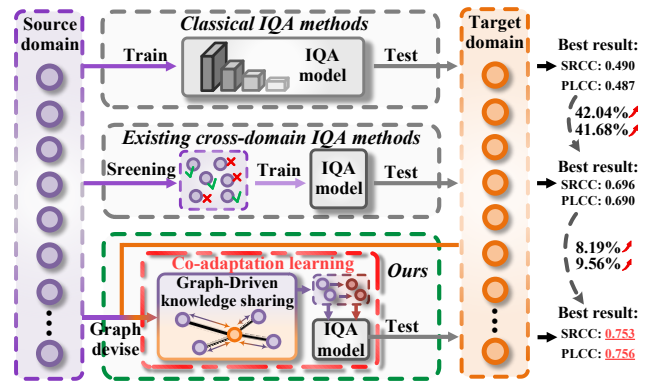 Source
domain
Classical IQA methods
Train
IQA
model
Test
Target
domain
Best result:
SRCC: 0.490
PLCC: 0.487
42.04%
41.68%
Existing cross-domain IQA methods
Sreening
Train
IQA
model
Test
Best result:
SRCC: 0.696
PLCC: 0.690
8.19%
9.56%
Co-adaptation learning
Ours
Graph-Driven
knowledge sharing
Graph
devise
IQA
model
Test
Best result:
SRCC: 0.753
PLCC: 0.756